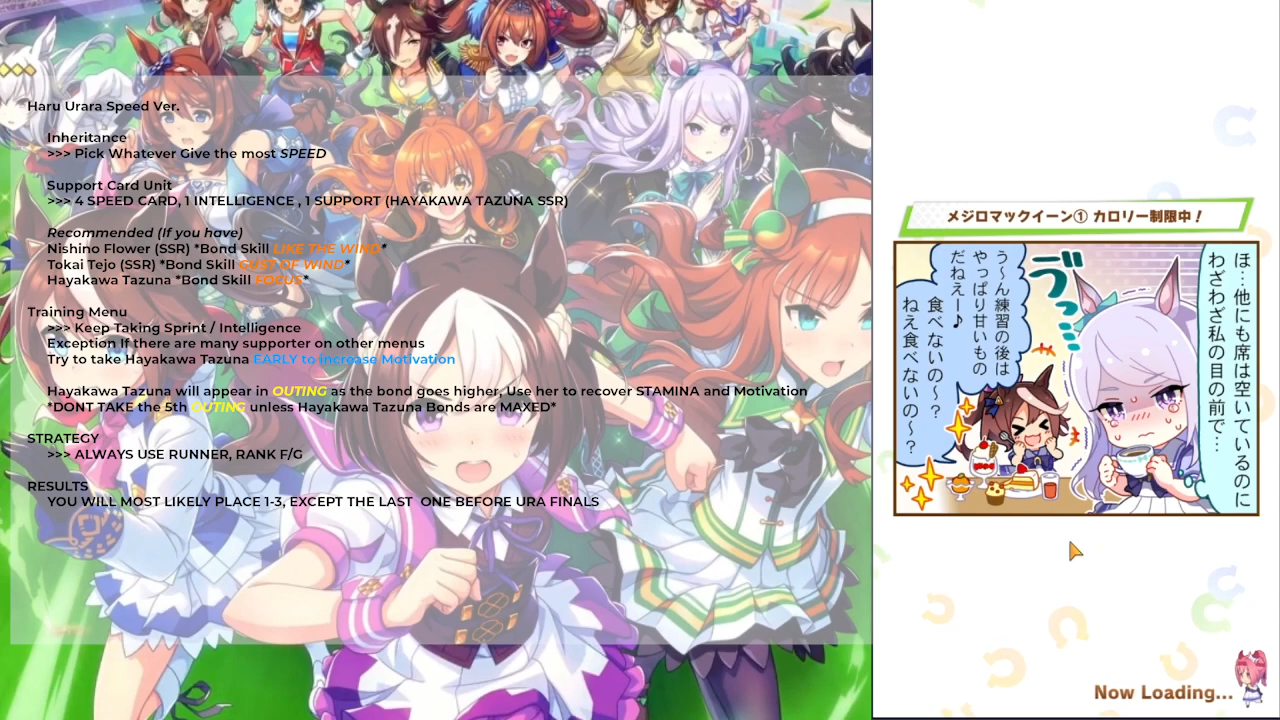 Haru Urara Speed Ver.
Inheritance
>>> Pick Whatever Give the most SPEED
Support Card Unit
>>> 4 SPEED CARD, 1 INTELLIGENCE , 1 SUPPORT (HAYAKAWA TAZUNA SSR)
Recommended (If you have)
Nishino Flower (SSR) *Bond Skill LIKE THE WIND*
Tokai Tejo (SSR) *Bond Skill GUST OF WIND*
Hayakawa Tazuna *Bond Skill FOCUS*
Training Menu
>>> Keep Taking Sprint / Intelligence
Exception If there are many supporter on other menus
Try to take Hayakawa Tazuna EARLY to increase Motivation
Hayakawa Tazuna will appear in OUTING as the bond goes higher, Use her to recover STAMINA and Motivation
*DONT TAKE the 5th OUTING unless Hayakawa Tazuna Bonds are MAXED*
STRATEGY
>>> ALWAYS USE RUNNER, RANK F/G
RESULTS
YOU WILL MOST LIKELY PLACE 1-3, EXCEPT THE LAST ONE BEFORE URA FINALS
メジロマックイーン① カロリー制限中！
ほ…他にも席は空いているのに
わざわざ私の目の前で…
ブつ…
う〜ん練習の後は
やっぱり甘いもの
だねえー♪
食べないの〜？
ねえ食べないの〜？
Now Loading...